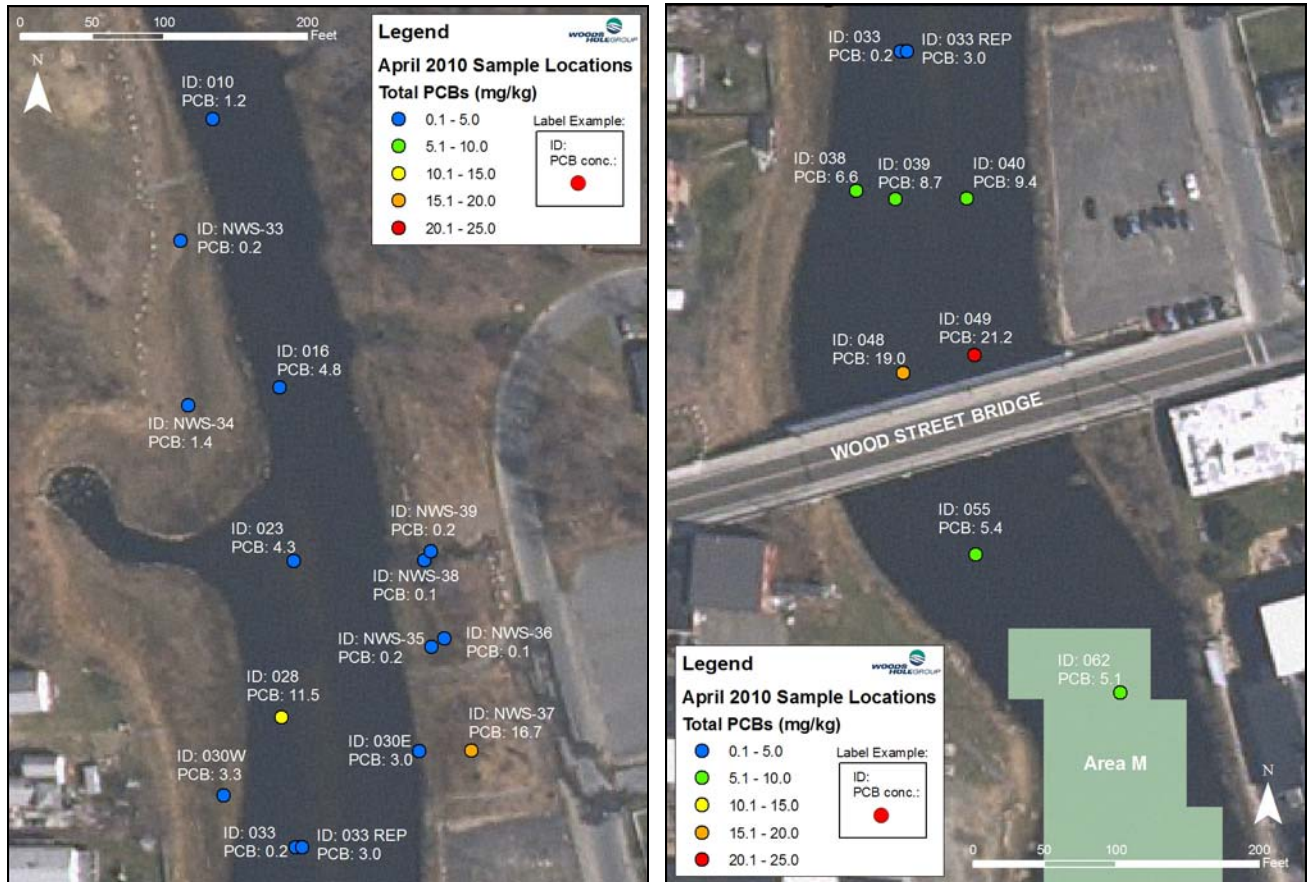 0 50 100 200
Feet
N
Legend
WOODS HOLE GROUP
April 2010 Sample Locations
Total PCBs (mg/kg)
0.1 - 5.0
5.1 - 10.0
10.1 - 15.0
15.1 - 20.0
20.1 - 25.0
Label Example:
ID:
PCB conc.:
ID: 010
PCB: 1.2
ID: NWS-33
PCB: 0.2
ID: 016
PCB: 4.8
ID: NWS-34
PCB: 1.4
ID: 023
PCB: 4.3
ID: NWS-39
PCB: 0.2
ID: NWS-38
PCB: 0.1
ID: NWS-35
PCB: 0.2
ID: NWS-36
PCB: 0.1
ID: 028
PCB: 11.5
ID: NWS-37
PCB: 16.7
ID: 030E
PCB: 3.0
ID: 030W
PCB: 3.3
ID: 033
PCB: 0.2
ID: 033 REP
PCB: 3.0
ID: 033
PCB: 0.2
ID: 033 REP
PCB: 3.0
ID: 038
PCB: 6.6
ID: 039
PCB: 8.7
ID: 040
PCB: 9.4
ID: 048
PCB: 19.0
ID: 049
PCB: 21.2
WOOD STREET BRIDGE
ID: 055
PCB: 5.4
ID: 062
PCB: 5.1
Area M
Legend
WOODS HOLE GROUP
April 2010 Sample Locations
Total PCBs (mg/kg)
0.1 - 5.0
5.1 - 10.0
10.1 - 15.0
15.1 - 20.0
20.1 - 25.0
Label Example:
ID:
PCB conc.:
N
0 50 100 200
Feet